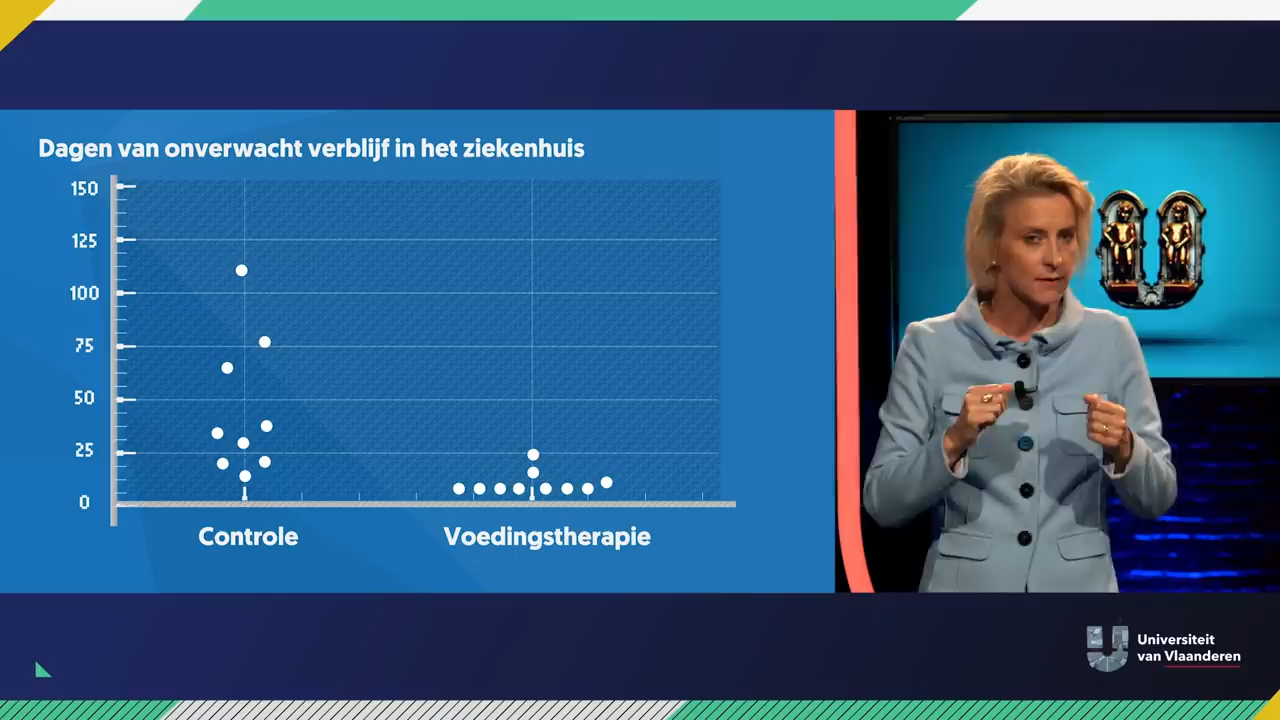 Dagen van onverwacht verblijf in het ziekenhuis
150
125
100
75
50
25
0
Controle
Voedingstherapie
Universiteit
van Vlaanderen